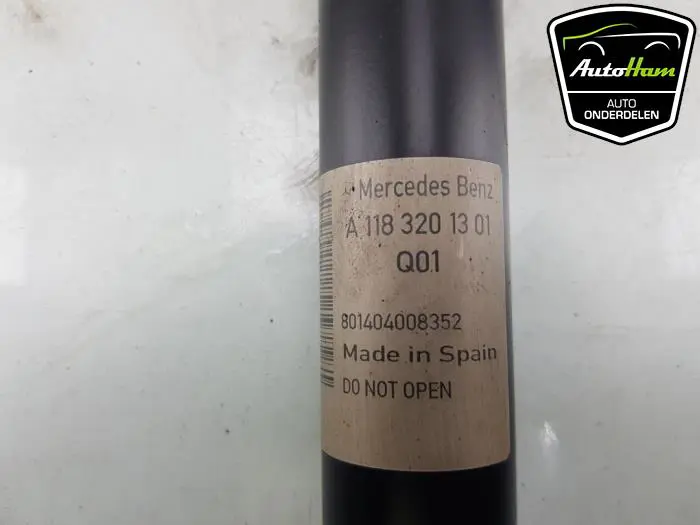 AutoHam
AUTO
ONDERDELEN
Mercedes Benz
A 118 320 13 01
Q01
801404008352
Made in Spain
DO NOT OPEN